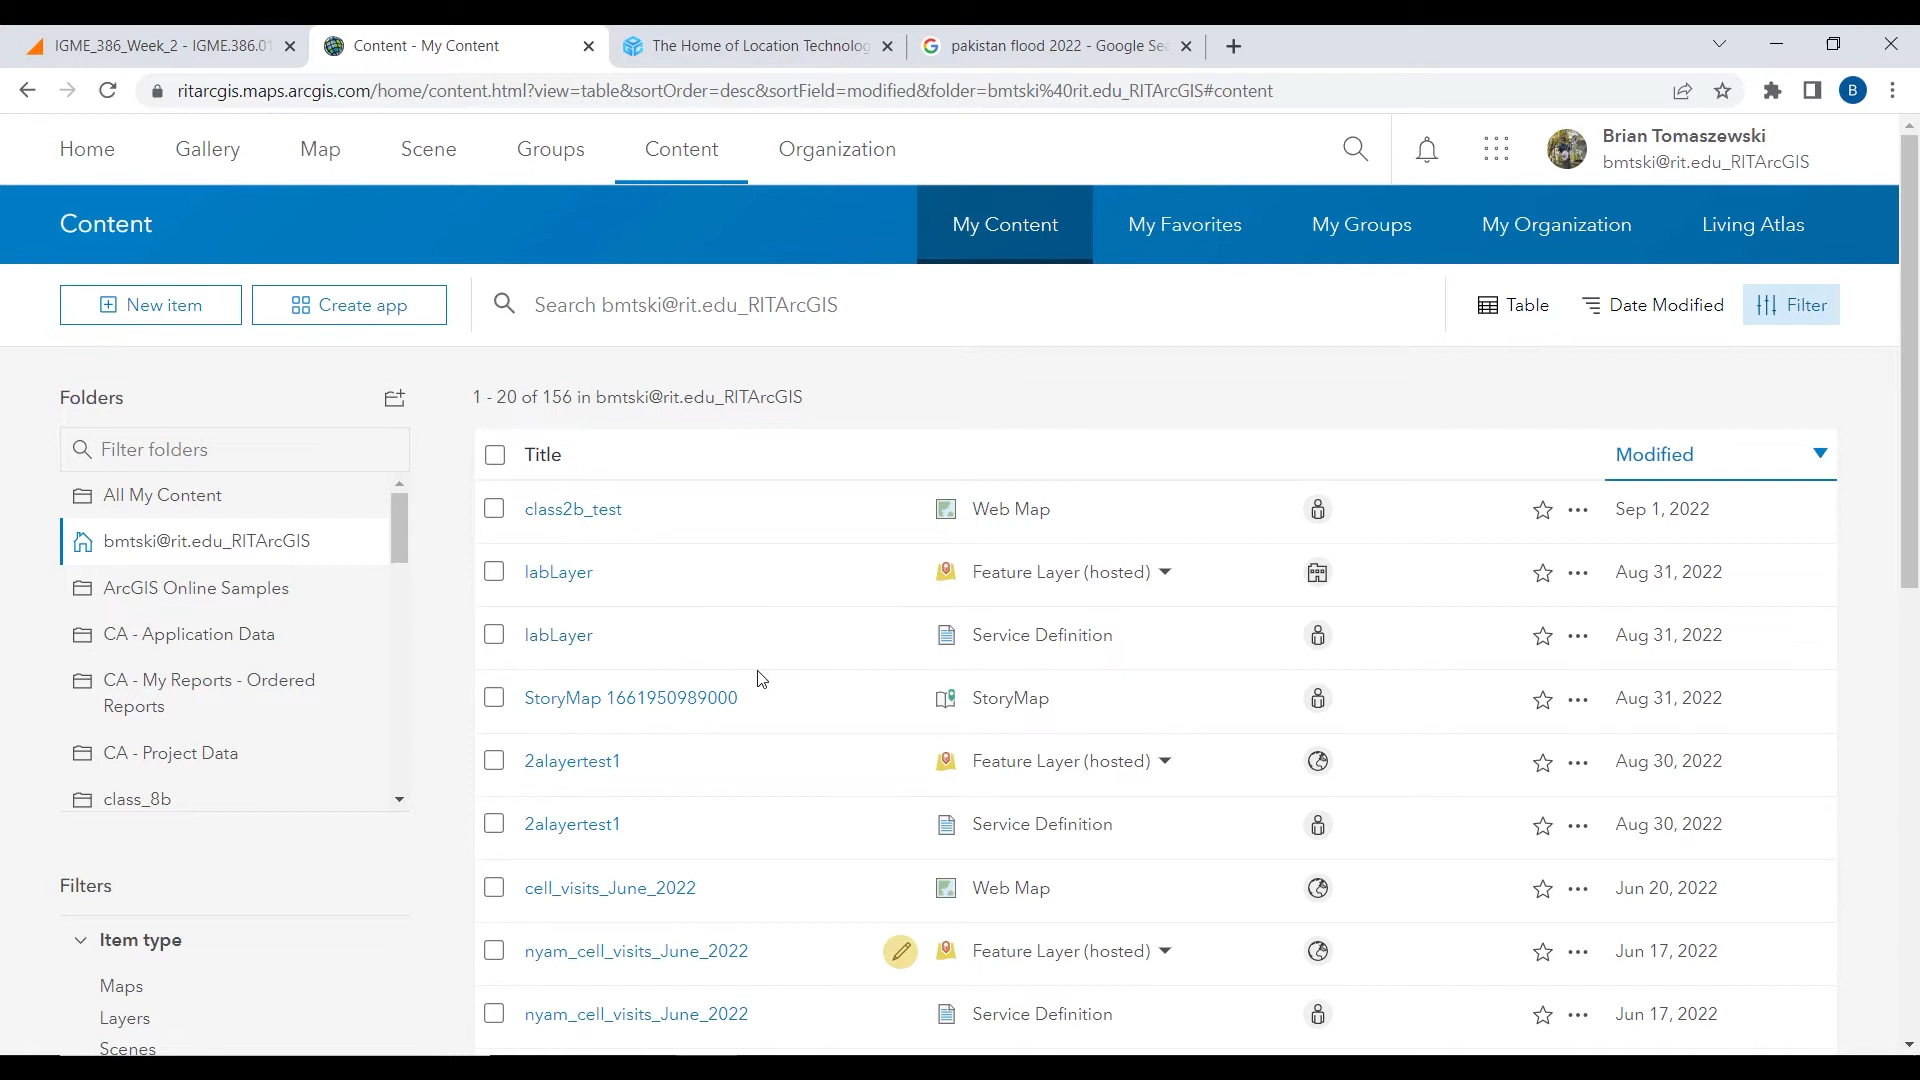 IGME_386_Week_2 - IGME.386.01
Content - My Content
The Home of Location Technolog
pakistan flood 2022 - Google Se
ritarcgis.maps.arcgis.com/home/content.html?view=table&sortOrder=desc&sortField=modified&folder=bmtski%40rit.edu_RITArcGIS#content
B
Home
Gallery
Map
Scene
Groups
Content
Organization
Brian Tomaszewski
bmtski@rit.edu_RITArcGIS
Content
My Content
My Favorites
My Groups
My Organization
Living Atlas
New item
Create app
Search bmtski@rit.edu_RITArcGIS
Table
Date Modified
Filter
Folders
Filter folders
All My Content
bmtski@rit.edu_RITArcGIS
ArcGIS Online Samples
CA - Application Data
CA - My Reports - Ordered
Reports
CA - Project Data
class_8b
Filters
Item type
Maps
Layers
Scenes
1 - 20 of 156 in bmtski@rit.edu_RITArcGIS
Title
Modified
class2b_test Web Map Sep 1, 2022
labLayer Feature Layer (hosted) Aug 31, 2022
labLayer Service Definition Aug 31, 2022
StoryMap 1661950989000 StoryMap Aug 31, 2022
2alayertest1 Feature Layer (hosted) Aug 30, 2022
2alayertest1 Service Definition Aug 30, 2022
cell_visits_June_2022 Web Map Jun 20, 2022
nyam_cell_visits_June_2022 Feature Layer (hosted) Jun 17, 2022
nyam_cell_visits_June_2022 Service Definition Jun 17, 2022